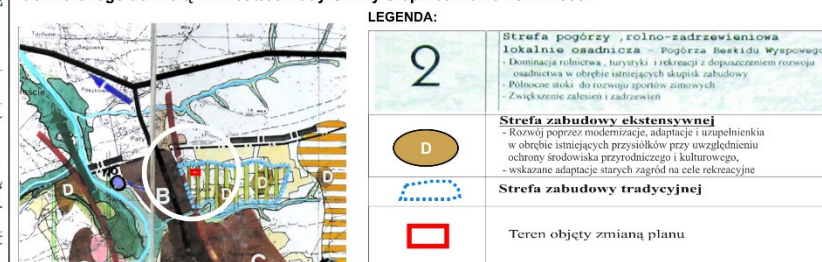 LEGENDA:
2
Strefa pogórzy ,rolno-zadrzewieniowa
lokalnie osadnicza - Pogórza Beskidu Wyspowego
- Dominacja rolnictwa , turystyki i rekreacji z dopuszczeniem rozwoju
osadnictwa w obrębie istniejących skupisk zabudowy
- Północne stoki do rozwoju sportów zimowych
- Zwiększenie zalesień i zadrzewień
D
Strefa zabudowy ekstensywnej
- Rozwój poprzez modernizacje, adaptacje i uzupełnienkia
w obrębie istniejących przysiółków przy uwzględnieniu
ochrony środowiska przyrodniczego i kulturowego,
- wskazane adaptacje starych zagród na cele rekreacyjne
Strefa zabudowy tradycyjnej
Teren objęty zmianą planu
D
B
D
D
D
C